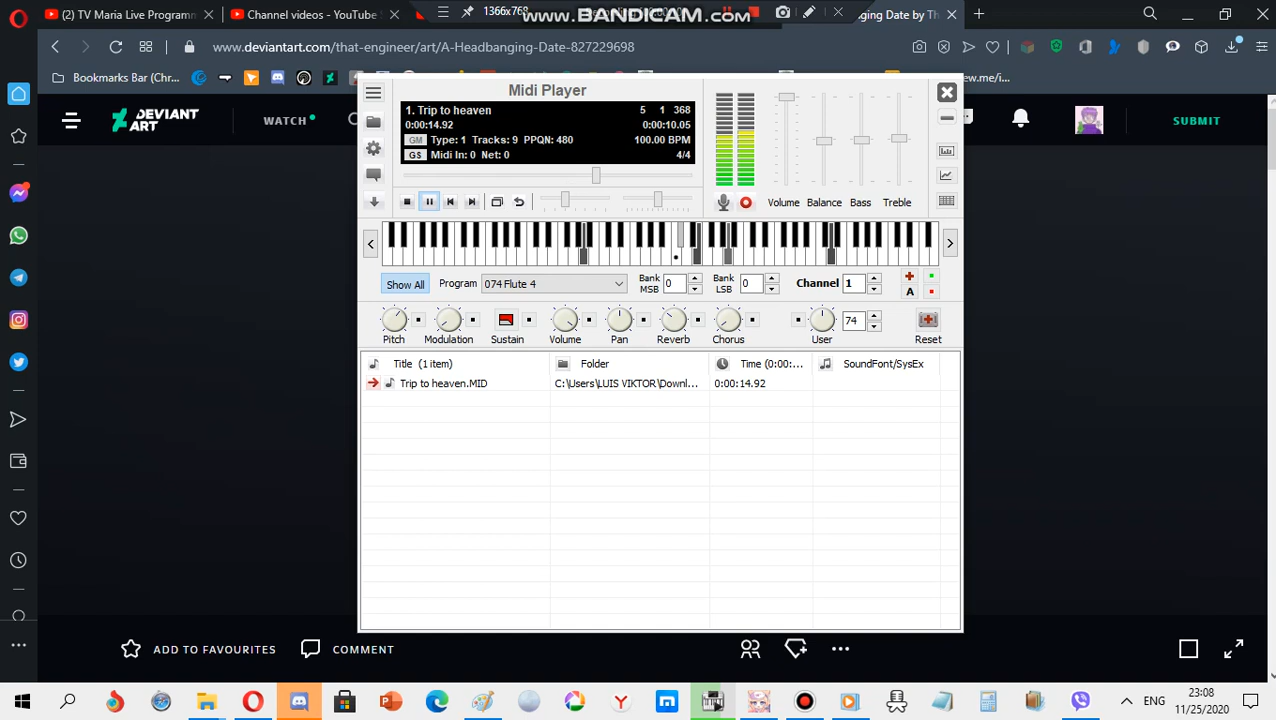 (2) TV Maria Live Programm
Channel videos - YouTube S
1366x768
www.BANDICAM.com
nging Date by Th
www.deviantart.com/that-engineer/art/A-Headbanging-Date-827229698
Bookmarks Bar (Chr...
ew.me/i...
DEVIANT ART
WATCH
SUBMIT
Midi Player
1. Trip to heaven 5 1 368
0:00:14.92 0:00:10.05
GM Type: 1 Tracks: 9 PPQN: 480 100.00 BPM
GS Midi In: 0 Net: 0 4/4
Volume Balance Bass Treble
Show All Program 074 Flute 4 Bank MSB 0 Bank LSB 0 Channel 1 A
Pitch Modulation Sustain Volume Pan Reverb Chorus User 74 Reset
Title (1 item) Folder Time (0:00:... SoundFont/SysEx
Trip to heaven.MID C:\Users\LUIS VIKTOR\Downl... 0:00:14.92
ADD TO FAVOURITES COMMENT
ENG 23:08
11/25/2020